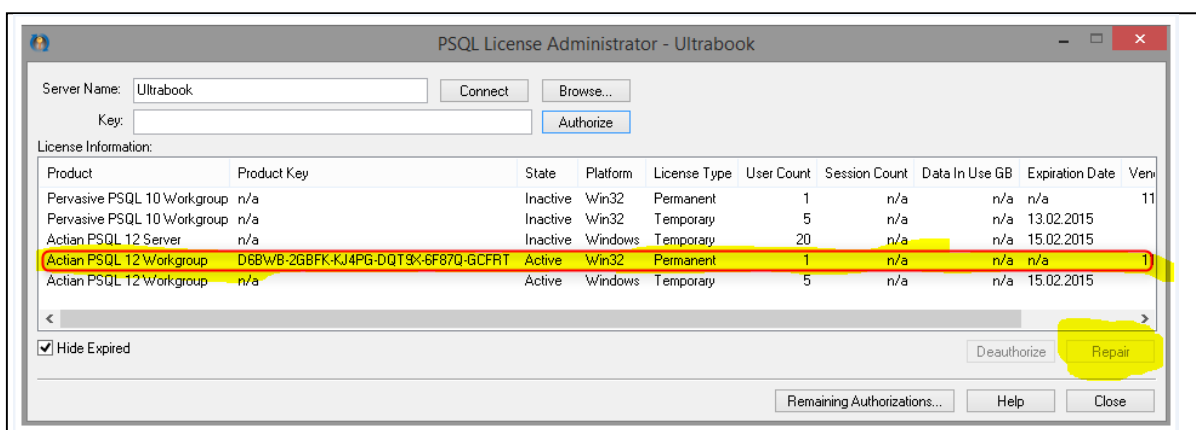 PSQL License Administrator - Ultrabook
Server Name: Ultrabook Connect Browse...
Key: Authorize
License Information:
Product Product Key State Platform License Type User Count Session Count Data In Use GB Expiration Date Ven
Pervasive PSQL 10 Workgroup n/a Inactive Win32 Permanent 1 n/a n/a n/a 11
Pervasive PSQL 10 Workgroup n/a Inactive Win32 Temporary 5 n/a n/a 13.02.2015
Actian PSQL 12 Server n/a Inactive Windows Temporary 20 n/a n/a 15.02.2015
Actian PSQL 12 Workgroup D6BWB-2GBFK-KJ4PG-DQT9X-6F87Q-GCFRT Active Win32 Permanent 1 n/a n/a 11
Actian PSQL 12 Workgroup n/a Active Windows Temporary 5 n/a n/a 15.02.2015
Hide Expired Deauthorize Repair
Remaining Authorizations... Help Close